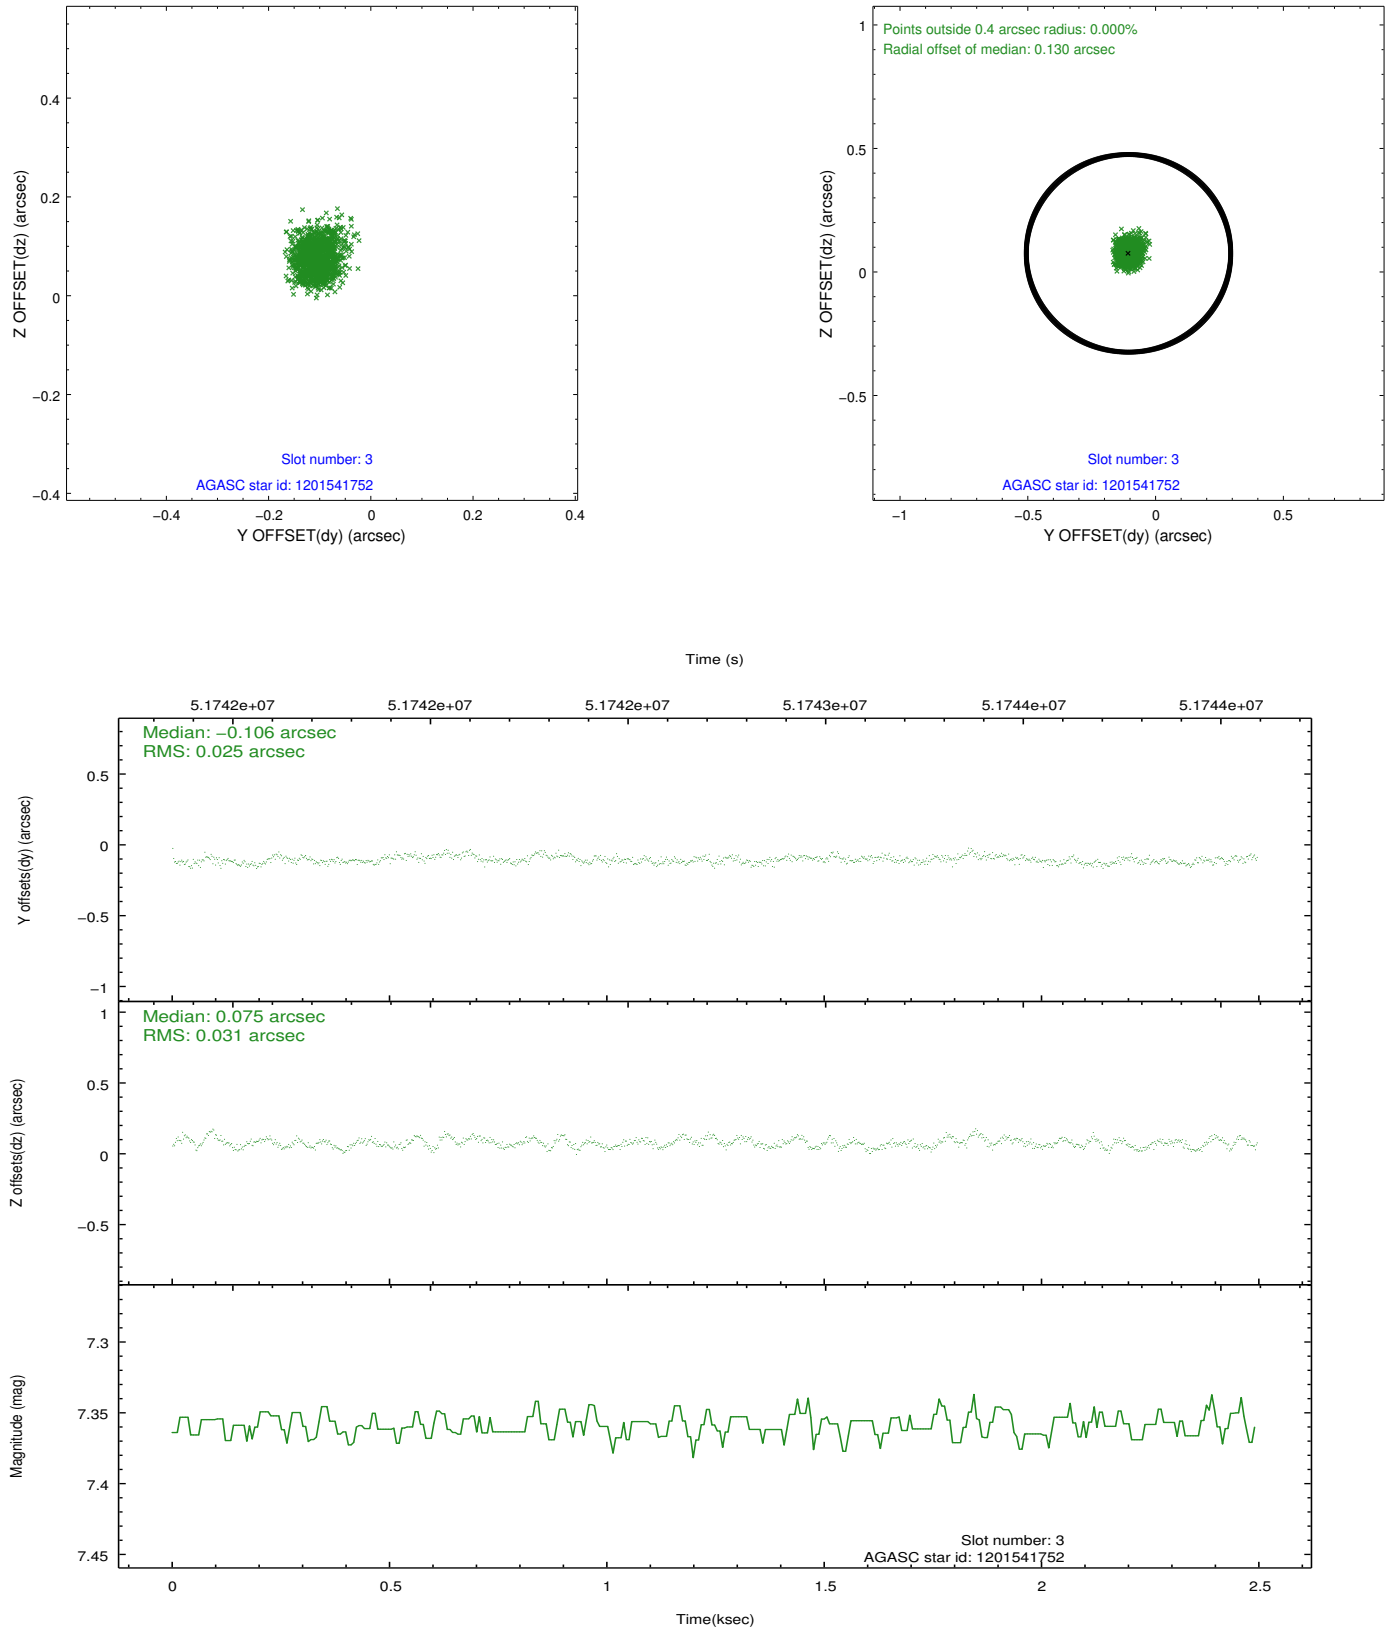 0.4
0.2
0
−0.2
−0.4
Z OFFSET(dz) (arcsec)
Slot number: 3
AGASC star id: 1201541752
−0.4
−0.2
0
0.2
0.4
Y OFFSET(dy) (arcsec)
Points outside 0.4 arcsec radius: 0.000%
Radial offset of median: 0.130 arcsec
1
0.5
0
−0.5
Z OFFSET(dz) (arcsec)
Slot number: 3
AGASC star id: 1201541752
−1
−0.5
0
0.5
Y OFFSET(dy) (arcsec)
Time (s)
5.1742e+07
5.1742e+07
5.1742e+07
5.1743e+07
5.1744e+07
5.1744e+07
Median: −0.106 arcsec
RMS: 0.025 arcsec
0.5
0
−0.5
−1
Y offsets(dy) (arcsec)
Median: 0.075 arcsec
RMS: 0.031 arcsec
1
0.5
0
−0.5
Z offsets(dz) (arcsec)
7.3
7.35
7.4
7.45
Magnitude (mag)
Slot number: 3
AGASC star id: 1201541752
0
0.5
1
1.5
2
2.5
Time(ksec)